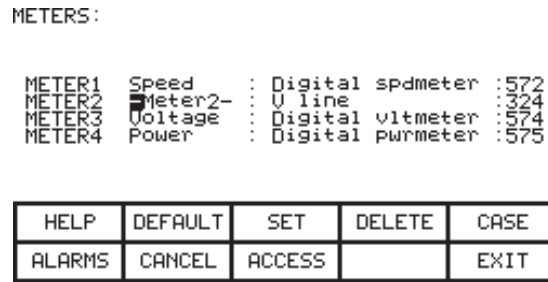 METERS:
METER1 Speed : Digital spdmeter :572
METER2 -Meter2- : V line :324
METER3 Voltage : Digital vltmeter :574
METER4 Power : Digital pwrmeter :575
HELP DEFAULT SET DELETE CASE
ALARMS CANCEL ACCESS EXIT